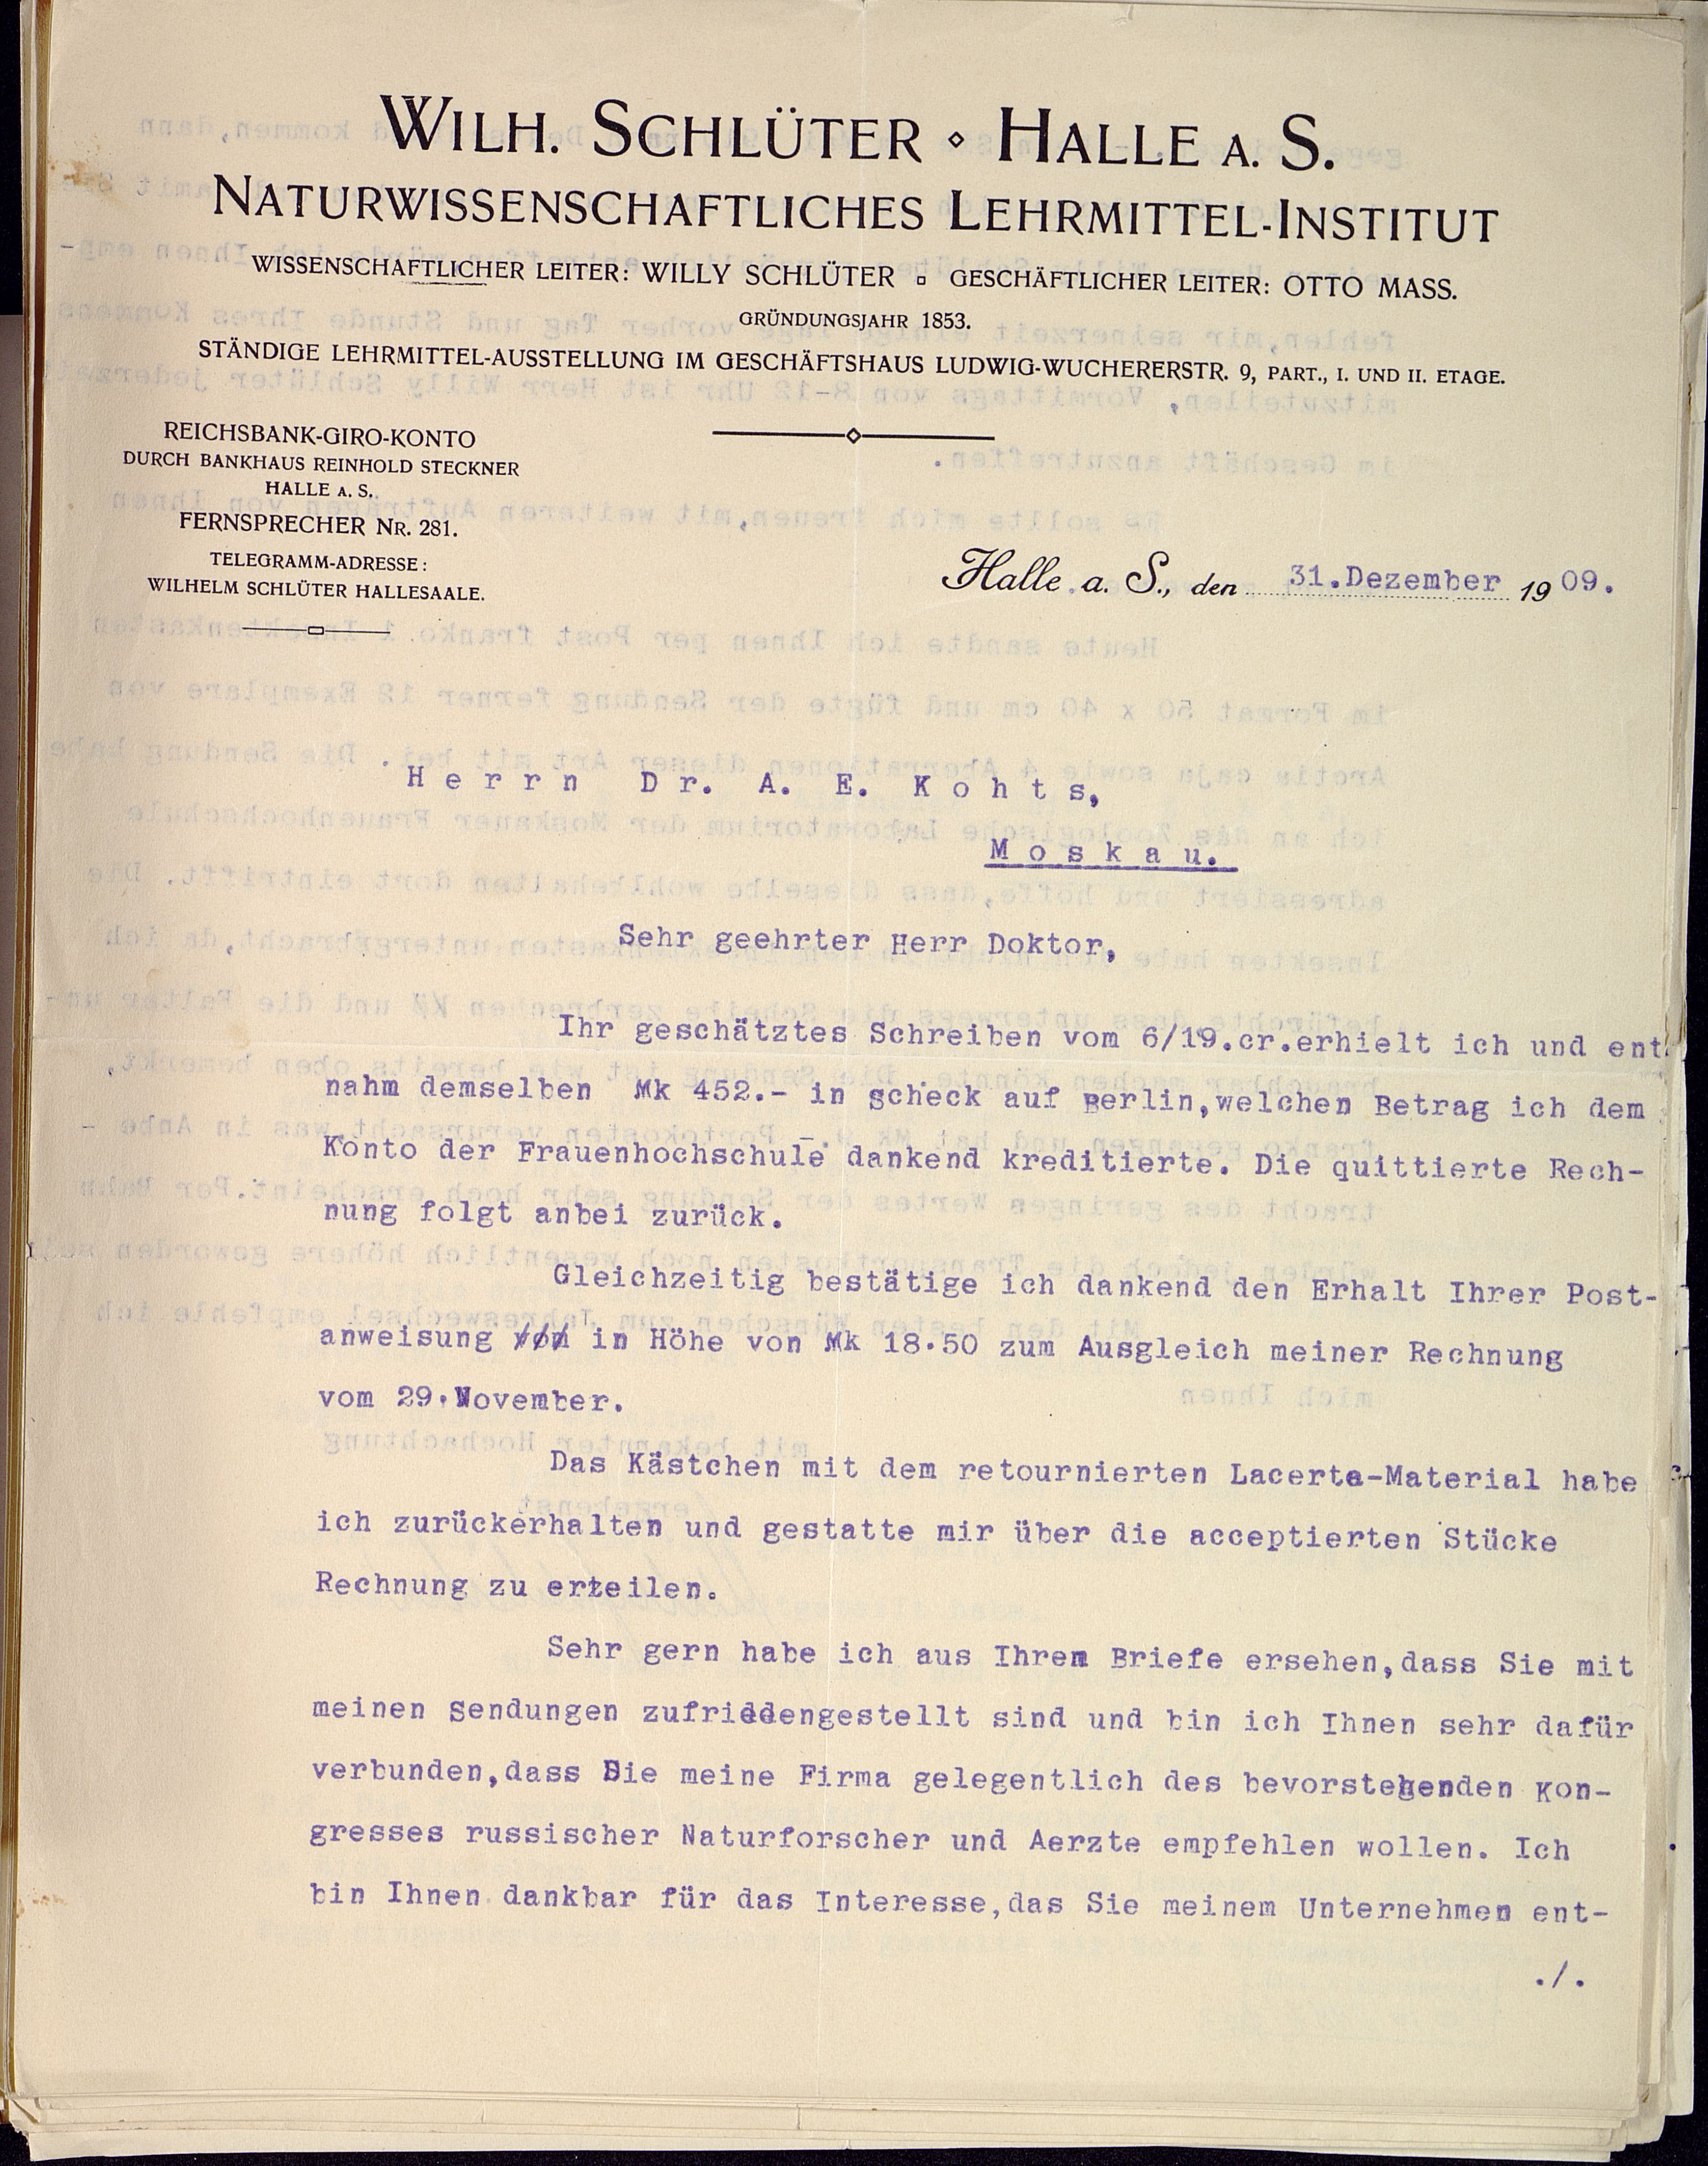 WILH. SCHLÜTER ⋄ HALLE A. S.
NATURWISSENSCHAFTLICHES LEHRMITTEL-INSTITUT
WISSENSCHAFTLICHER LEITER: WILLY SCHLÜTER ▫ GESCHÄFTLICHER LEITER: OTTO MASS.
GRÜNDUNGSJAHR 1853.
STÄNDIGE LEHRMITTEL-AUSSTELLUNG IM GESCHÄFTSHAUS LUDWIG-WUCHERERSTR. 9, PART., I. UND II. ETAGE.
REICHSBANK-GIRO-KONTO
DURCH BANKHAUS REINHOLD STECKNER
HALLE A. S.
FERNSPRECHER NR. 281.
TELEGRAMM-ADRESSE:
WILHELM SCHLÜTER HALLESAALE.
Halle a. S., den 31.Dezember 1909.
Herrn Dr. A. E. Kohts,
Moskau.
Sehr geehrter Herr Doktor,
Ihr geschätztes Schreiben vom 6/19.cr.erhielt ich und ent-
nahm demselben Mk 452.- in Scheck auf Berlin,welchen Betrag ich dem
Konto der Frauenhochschule dankend kreditierte. Die quittierte Rech-
nung folgt anbei zurück.
Gleichzeitig bestätige ich dankend den Erhalt Ihrer Post-
anweisung von in Höhe von Mk 18.50 zum Ausgleich meiner Rechnung
vom 29.November.
Das Kästchen mit dem retournierten Lacerta-Material habe
ich zurückerhalten und gestatte mir über die acceptierten Stücke
Rechnung zu erteilen.
Sehr gern habe ich aus Ihrem Briefe ersehen,dass Sie mit
meinen Sendungen zufriddengestellt sind und bin ich Ihnen sehr dafür
verbunden,dass Sie meine Firma gelegentlich des bevorstehenden Kon-
gresses russischer Naturforscher und Aerzte empfehlen wollen. Ich
bin Ihnen dankbar für das Interesse,das Sie meinem Unternehmen ent-
./.